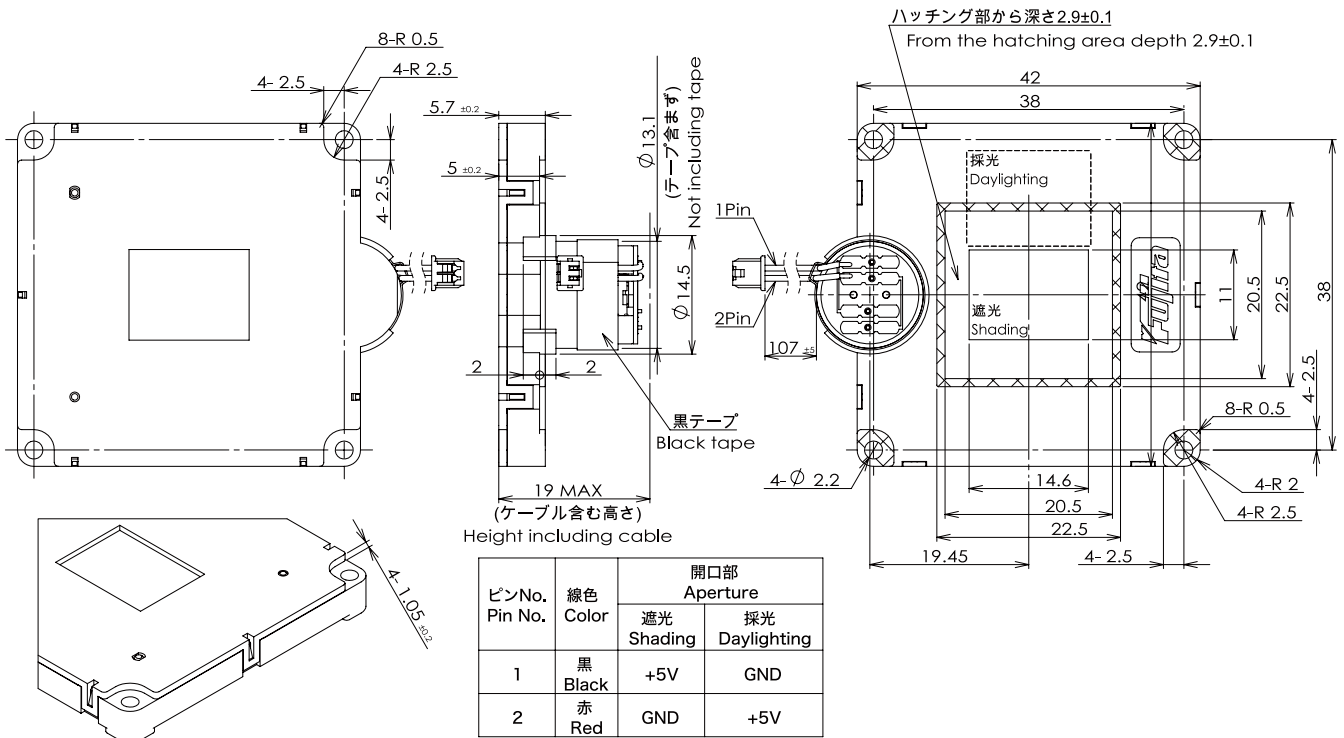 8-R 0.5
4- 2.5
4-R 2.5
4- 2.5
5.7 ±0.2
5 ±0.2
Φ13.1
(テープ含まず)
Not including tape
Φ14.5
2
2
黒テープ
Black tape
19 MAX
(ケーブル含む高さ)
Height including cable
ハッチング部から深さ2.9±0.1
From the hatching area depth 2.9±0.1
42
38
採光
Daylighting
1Pin
2Pin
107 ±5
遮光
Shading
Fujita
42
11
20.5
22.5
38
4- 2.5
8-R 0.5
4-Φ 2.2
14.6
20.5
22.5
19.45
4- 2.5
4-R 2
4-R 2.5
4- 1.05 ±0.2
ピンNo.
Pin No.
線色
Color
開口部
Aperture
遮光
Shading
採光
Daylighting
1
黒
Black
+5V
GND
2
赤
Red
GND
+5V